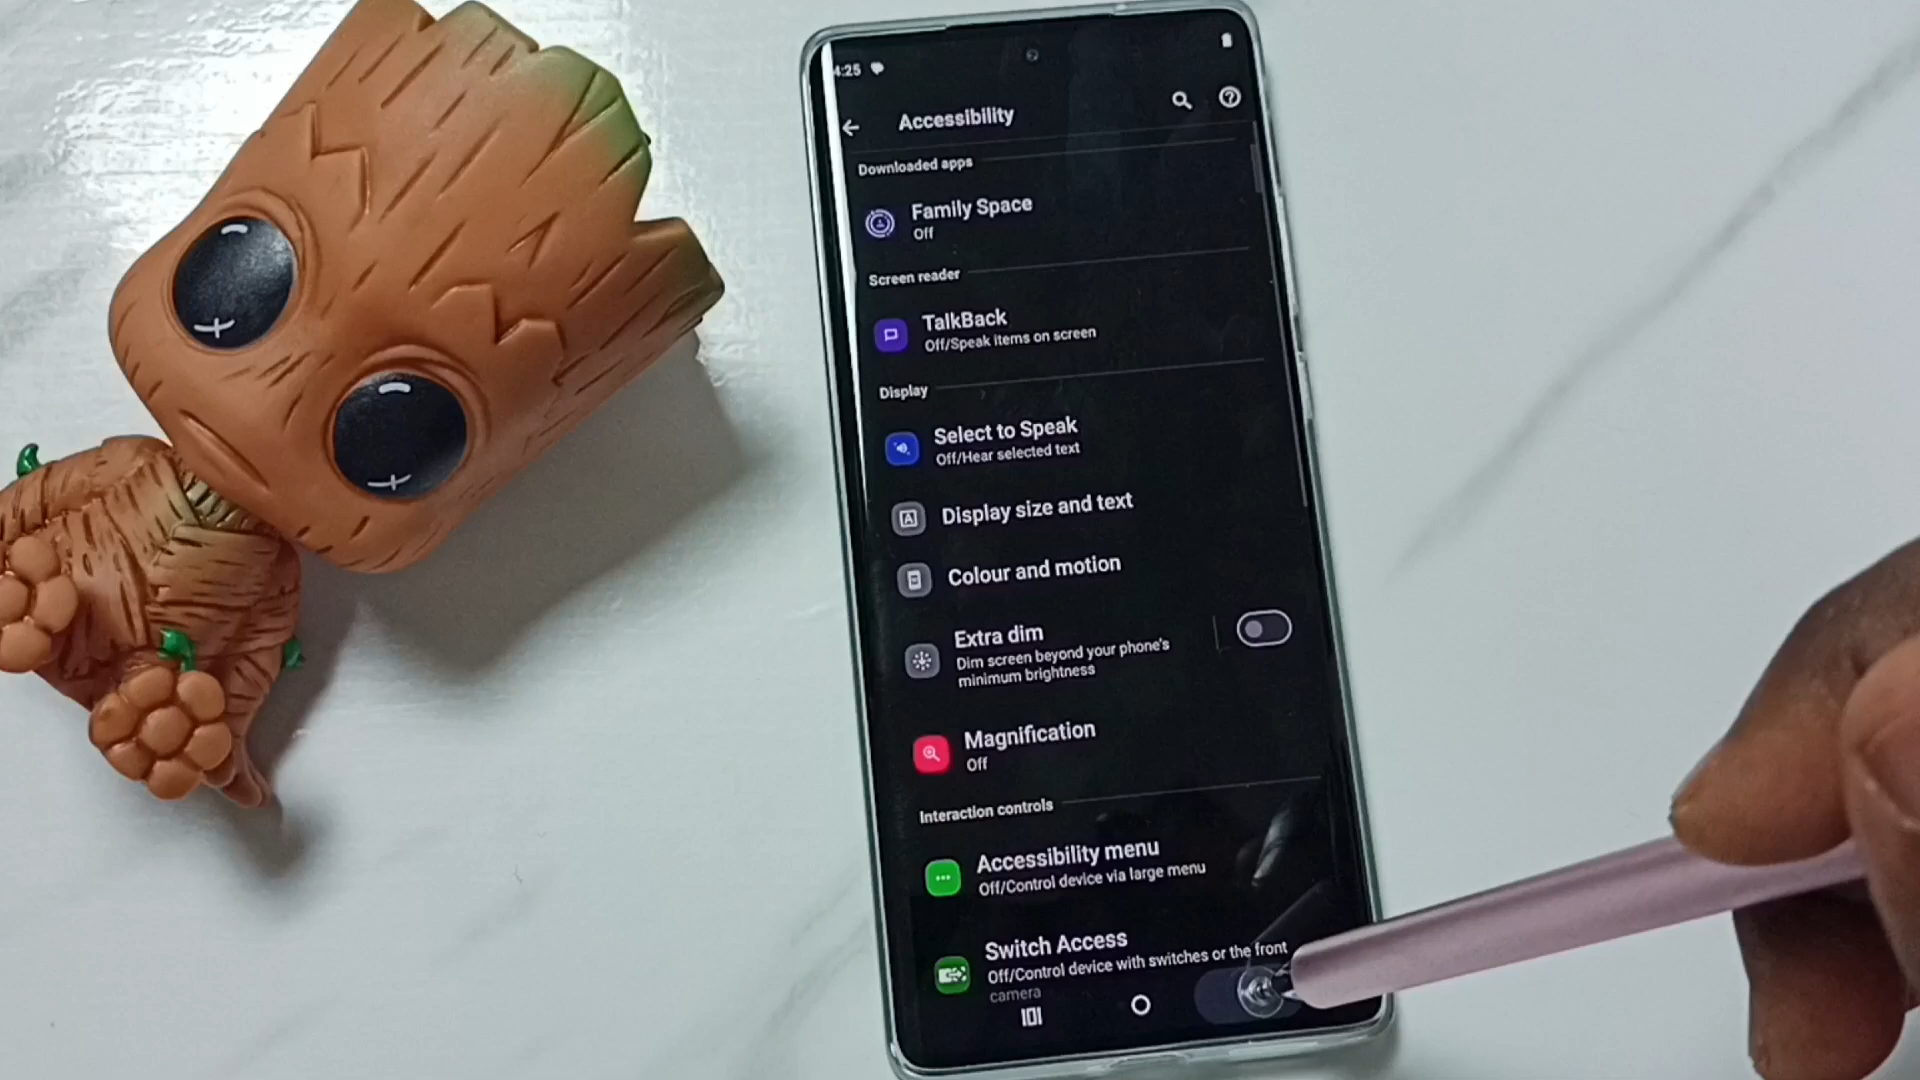 4:25
Accessibility
Downloaded apps
Family Space
Off
Screen reader
TalkBack
Off/Speak items on screen
Display
Select to Speak
Off/Hear selected text
Display size and text
Colour and motion
Extra dim
Dim screen beyond your phone's
minimum brightness
Magnification
Off
Interaction controls
Accessibility menu
Off/Control device via large menu
Switch Access
Off/Control device with switches or the front
camera